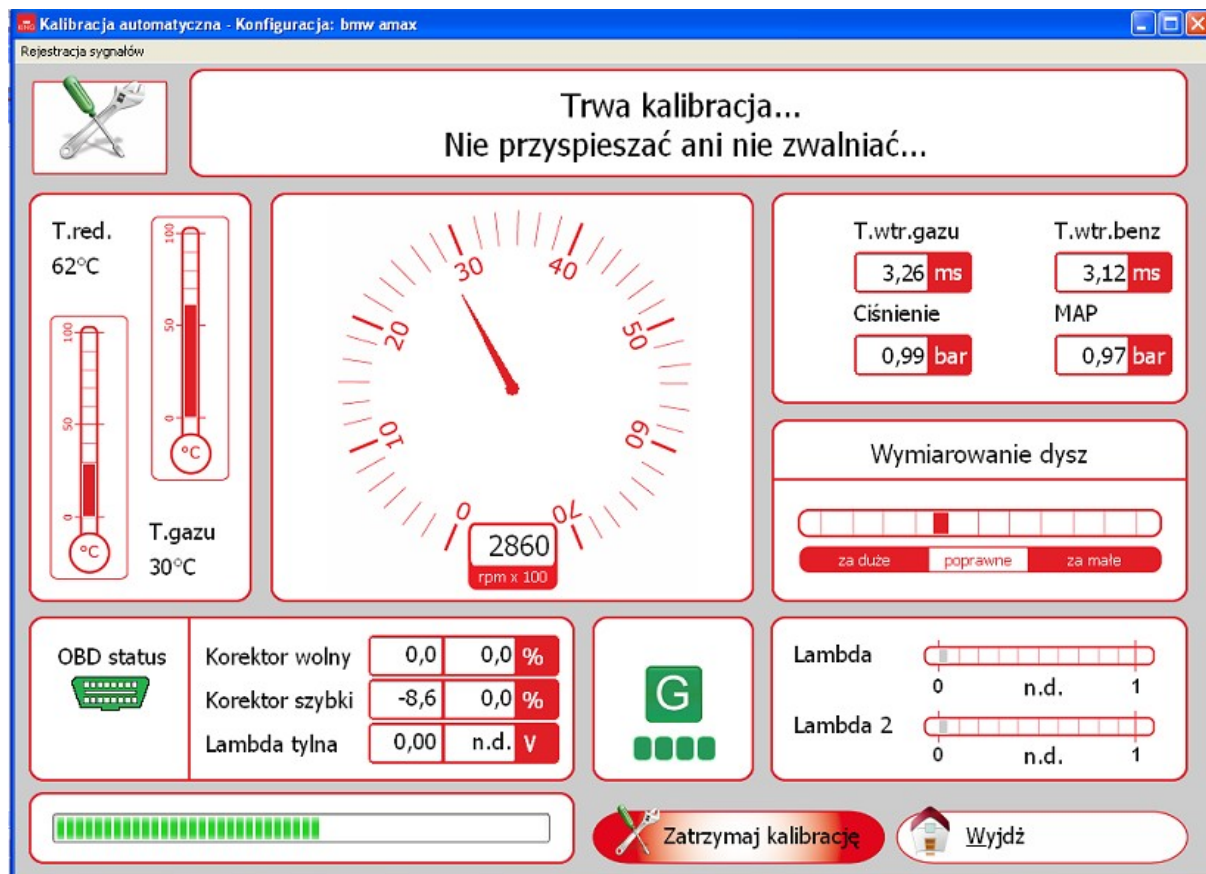 Kalibracja automatyczna - Konfiguracja: bmw amax
Rejestracja sygnałów
Trwa kalibracja...
Nie przyspieszać ani nie zwalniać...
T.red.
62°C
100
50
0
°C
100
50
0
°C
T.gazu
30°C
0
10
20
30
40
50
60
70
2860
rpm x 100
T.wtr.gazu
T.wtr.benz
3,26 ms
3,12 ms
Ciśnienie
MAP
0,99 bar
0,97 bar
Wymiarowanie dysz
za duże
poprawne
za małe
OBD status
Korektor wolny 0,0 0,0 %
Korektor szybki -8,6 0,0 %
Lambda tylna 0,00 n.d. V
G
Lambda
0 n.d. 1
Lambda 2
0 n.d. 1
Zatrzymaj kalibrację
Wyjdź